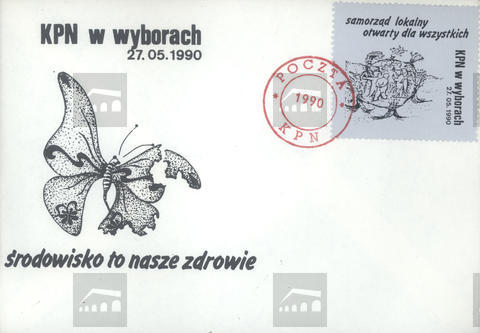 KPN w wyborach
27.05.1990
samorząd lokalny
otwarty dla wszystkich
KPN w wyborach
27.05.1990
POCZTA
1990
KPN
środowisko to nasze zdrowie